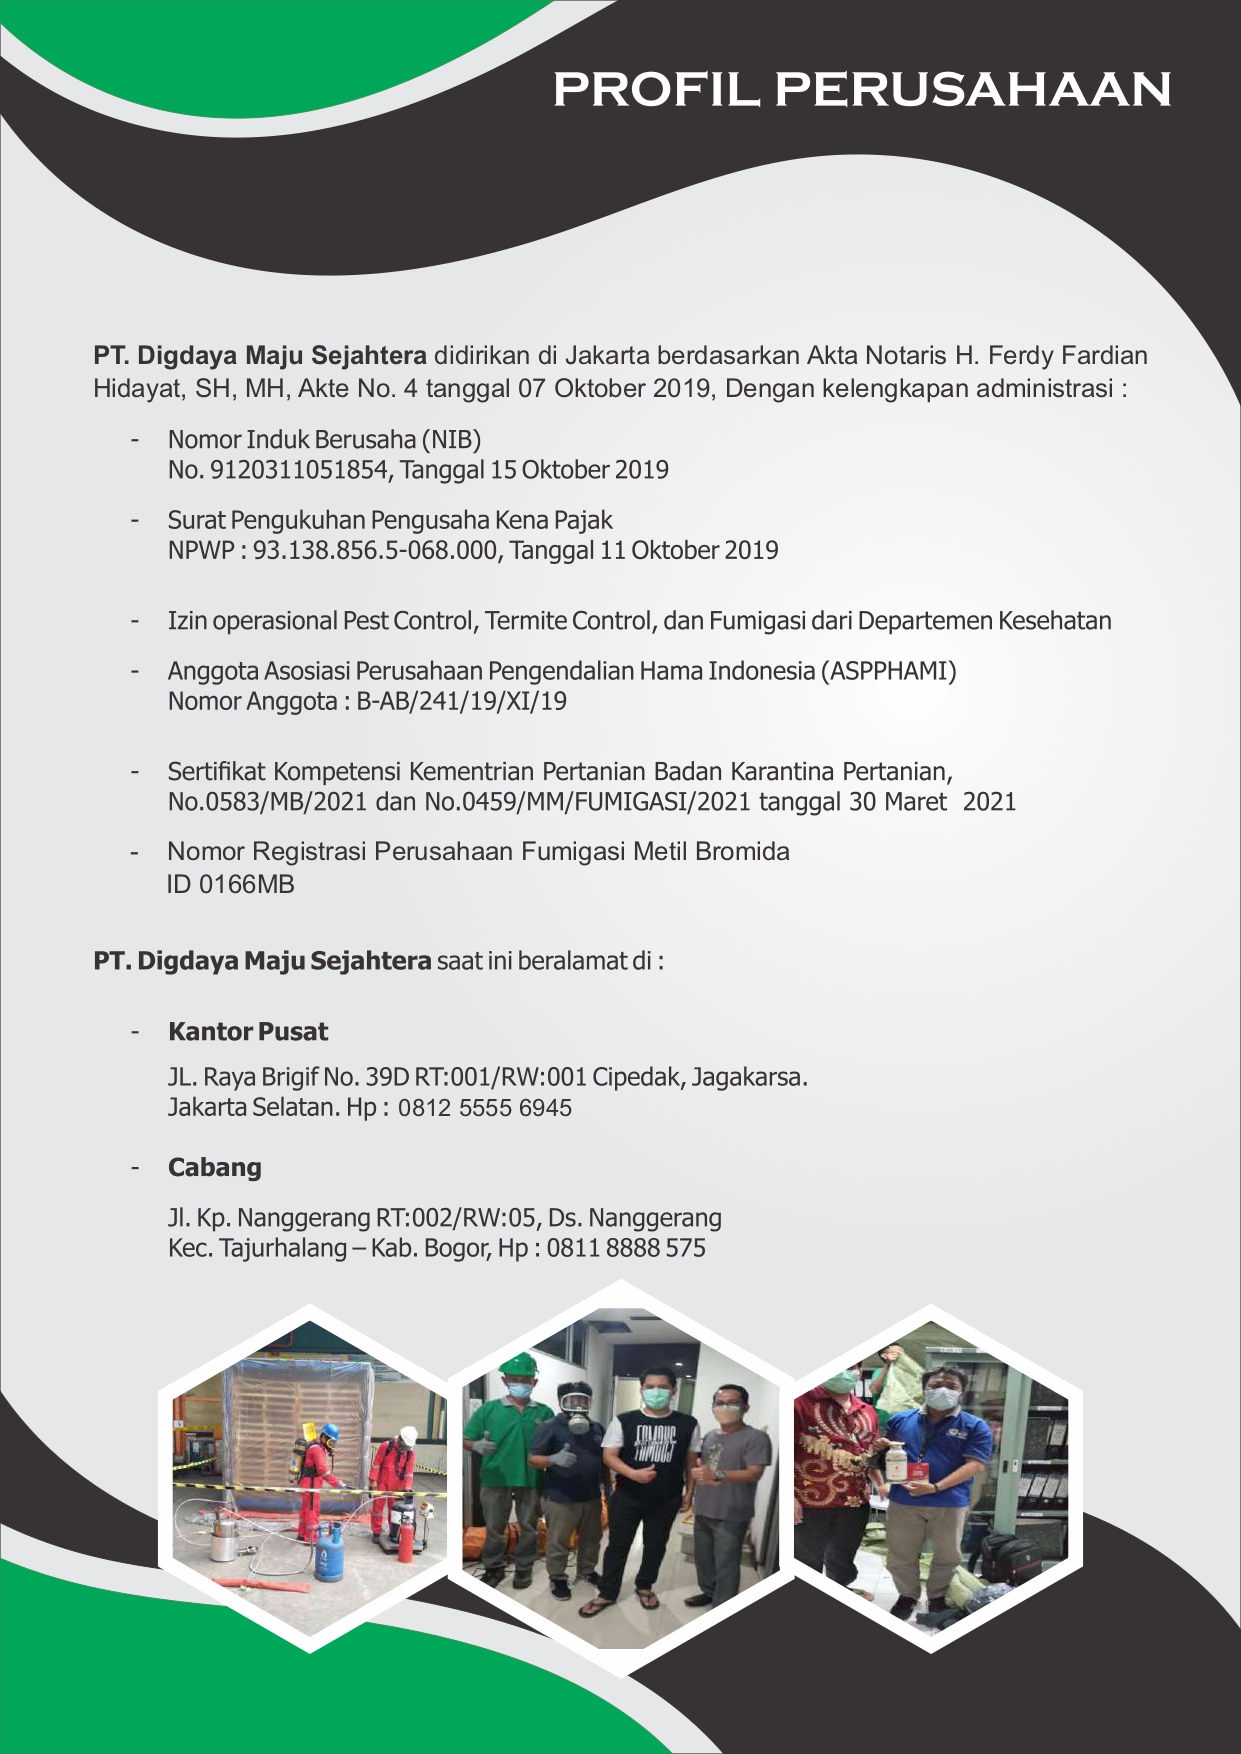 PROFIL PERUSAHAAN
PT. Digdaya Maju Sejahtera didirikan di Jakarta berdasarkan Akta Notaris H. Ferdy Fardian
Hidayat, SH, MH, Akte No. 4 tanggal 07 Oktober 2019, Dengan kelengkapan administrasi :
- Nomor Induk Berusaha (NIB)
No. 9120311051854, Tanggal 15 Oktober 2019
- Surat Pengukuhan Pengusaha Kena Pajak
NPWP : 93.138.856.5-068.000, Tanggal 11 Oktober 2019
- Izin operasional Pest Control, Termite Control, dan Fumigasi dari Departemen Kesehatan
- Anggota Asosiasi Perusahaan Pengendalian Hama Indonesia (ASPPHAMI)
Nomor Anggota : B-AB/241/19/XI/19
- Sertifikat Kompetensi Kementrian Pertanian Badan Karantina Pertanian,
No.0583/MB/2021 dan No.0459/MM/FUMIGASI/2021 tanggal 30 Maret 2021
- Nomor Registrasi Perusahaan Fumigasi Metil Bromida
ID 0166MB
PT. Digdaya Maju Sejahtera saat ini beralamat di :
- Kantor Pusat
JL. Raya Brigif No. 39D RT:001/RW:001 Cipedak, Jagakarsa.
Jakarta Selatan. Hp : 0812 5555 6945
- Cabang
Jl. Kp. Nanggerang RT:002/RW:05, Ds. Nanggerang
Kec. Tajurhalang – Kab. Bogor, Hp : 0811 8888 575